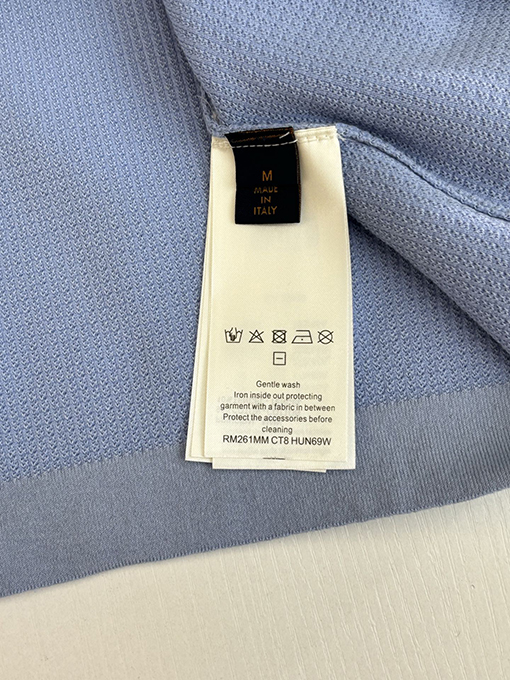 M
MADE
IN
ITALY
Gentle wash
Iron inside out protecting
garment with a fabric in between
Protect the accessories before
cleaning
RM261MM CT8 HUN69W